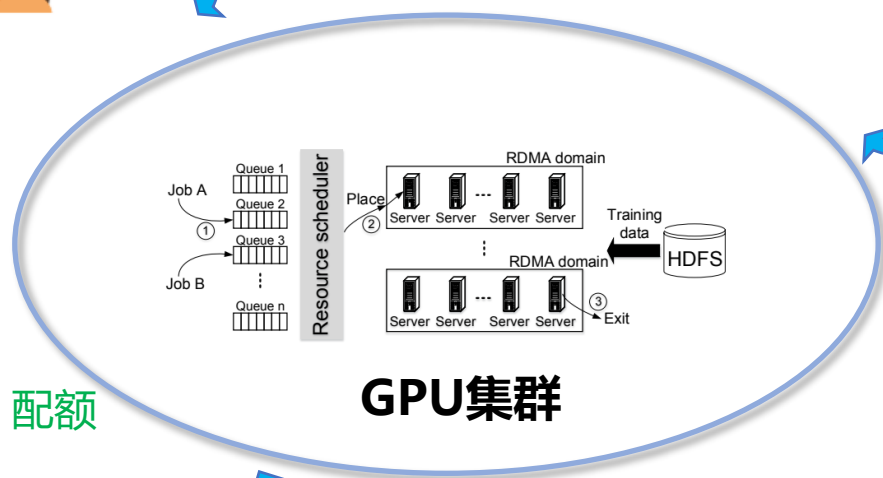 Job A
Job B
①
Queue 1
Queue 2
Queue 3
Queue n
Resource scheduler
Place
②
RDMA domain
Server Server Server Server
RDMA domain
Server Server Server Server
③
Exit
Training
data
HDFS
GPU集群
配额